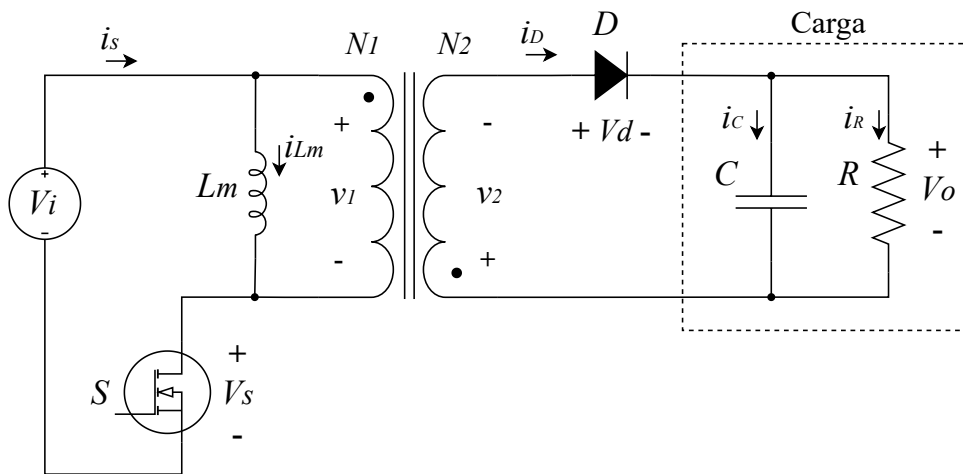 Carga
is
N1
N2
iD
D
+
-
+ Vd -
iC
iR
+
iLm
Vi
+
-
Lm
v1
v2
C
R
+
Vo
-
-
+
S
+
Vs
-